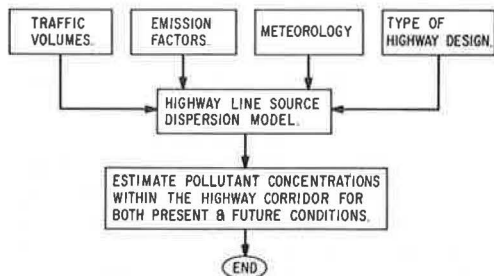 TRAFFIC
VOLUMES.
EMISSION
FACTORS.
METEOROLOGY
TYPE OF
HIGHWAY DESIGN.
HIGHWAY LINE SOURCE
DISPERSION MODEL.
ESTIMATE POLLUTANT CONCENTRATIONS
WITHIN THE HIGHWAY CORRIDOR FOR
BOTH PRESENT & FUTURE CONDITIONS.
END